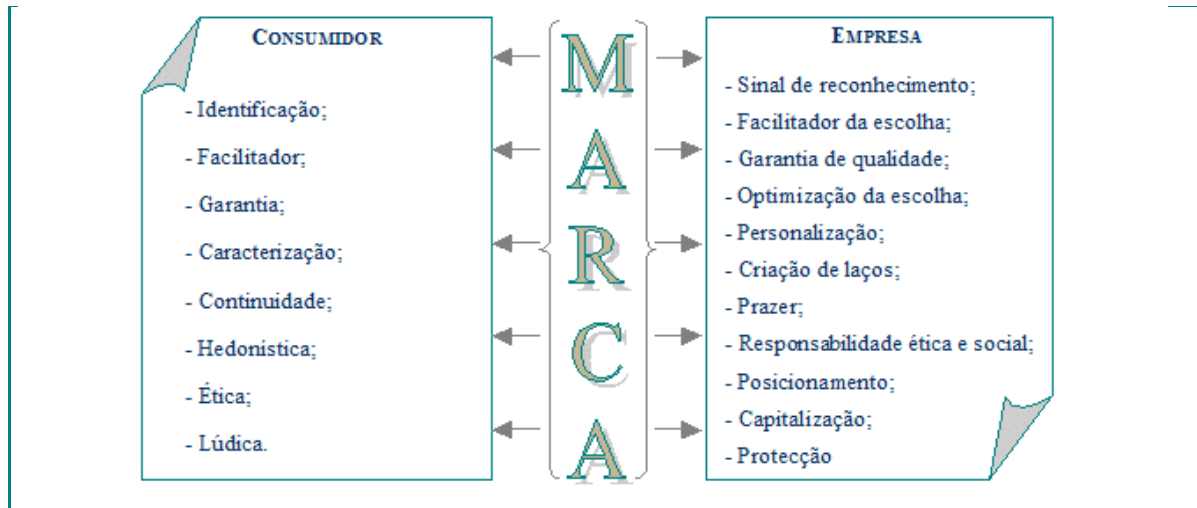 CONSUMIDOR
- Identificação;
- Facilitador;
- Garantia;
- Caracterização;
- Continuidade;
- Hedonistica;
- Ética;
- Lúdica.
M
A
R
C
A
EMPRESA
- Sinal de reconhecimento;
- Facilitador da escolha;
- Garantia de qualidade;
- Optimização da escolha;
- Personalização;
- Criação de laços;
- Prazer;
- Responsabilidade ética e social;
- Posicionamento;
- Capitalização;
- Protecção